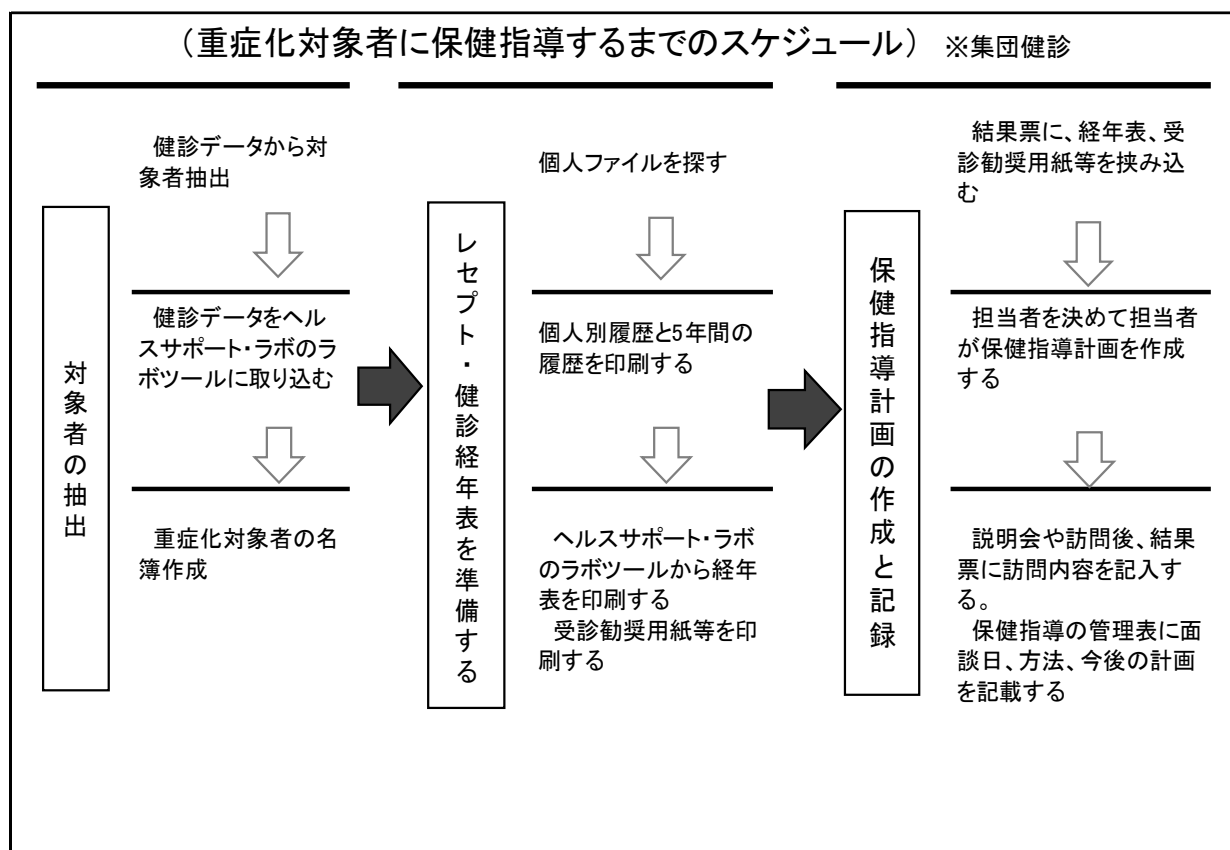 （重症化対象者に保健指導するまでのスケジュール） ※集団健診
対象者の抽出
健診データから対
象者抽出
健診データをヘル
スサポート・ラボのラ
ボツールに取り込む
重症化対象者の名
簿作成
レセプト・健診経年表を準備する
個人ファイルを探す
個人別履歴と5年間の
履歴を印刷する
ヘルスサポート・ラボ
のラボツールから経年
表を印刷する
受診勧奨用紙等を印
刷する
保健指導計画の作成と記録
結果票に、経年表、受
診勧奨用紙等を挟み込
む
担当者を決めて担当者
が保健指導計画を作成
する
説明会や訪問後、結果
票に訪問内容を記入す
る。
保健指導の管理表に面
談日、方法、今後の計画
を記載する